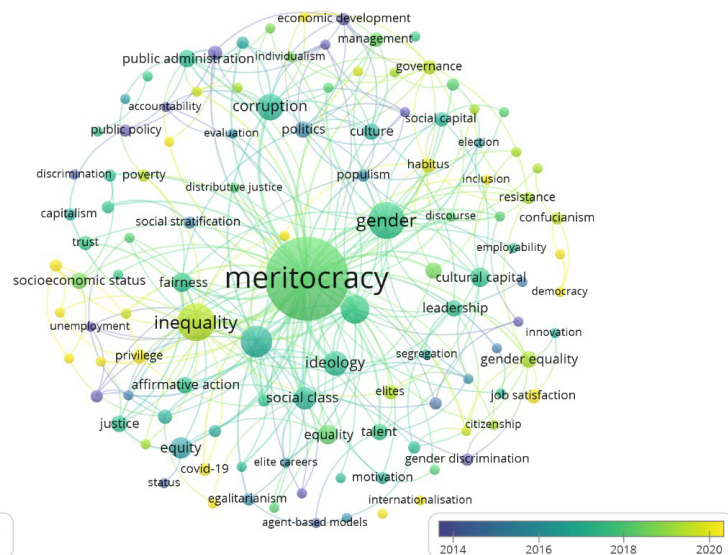 economic development
management
public administration
individualism
governance
accountability
corruption
public policy
evaluation
politics
culture
social capital
election
discrimination
poverty
populism
habitus
inclusion
distributive justice
resistance
capitalism
social stratification
gender
discourse
confucianism
trust
employability
socioeconomic status
fairness
meritocracy
cultural capital
democracy
unemployment
inequality
leadership
innovation
privilege
ideology
segregation
gender equality
affirmative action
social class
elites
job satisfaction
justice
equality
talent
citizenship
equity
covid-19
elite careers
gender discrimination
status
motivation
egalitarianism
internationalisation
agent-based models
2014 2016 2018 2020